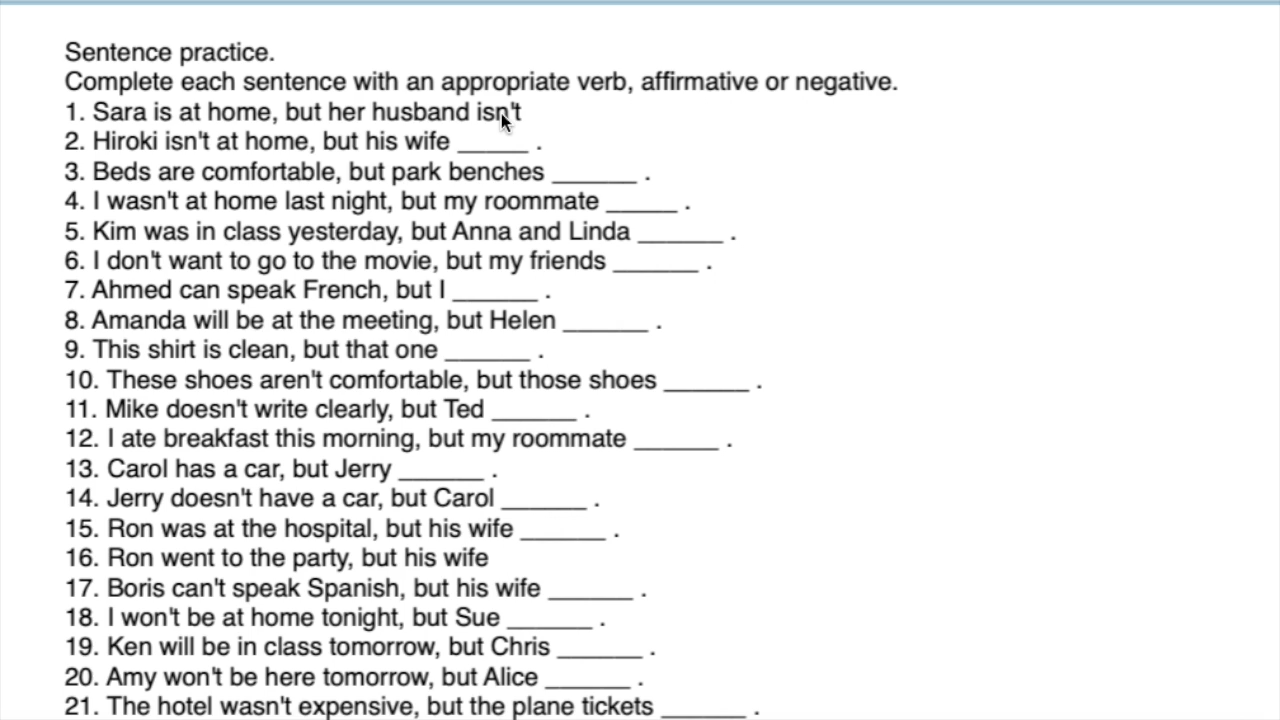 Sentence practice.
Complete each sentence with an appropriate verb, affirmative or negative.
1. Sara is at home, but her husband isn't
2. Hiroki isn't at home, but his wife _____ .
3. Beds are comfortable, but park benches ______ .
4. I wasn't at home last night, but my roommate _____ .
5. Kim was in class yesterday, but Anna and Linda ______ .
6. I don't want to go to the movie, but my friends ______ .
7. Ahmed can speak French, but I ______ .
8. Amanda will be at the meeting, but Helen ______ .
9. This shirt is clean, but that one ______ .
10. These shoes aren't comfortable, but those shoes ______ .
11. Mike doesn't write clearly, but Ted ______ .
12. I ate breakfast this morning, but my roommate ______ .
13. Carol has a car, but Jerry ______ .
14. Jerry doesn't have a car, but Carol ______ .
15. Ron was at the hospital, but his wife ______ .
16. Ron went to the party, but his wife
17. Boris can't speak Spanish, but his wife ______ .
18. I won't be at home tonight, but Sue ______ .
19. Ken will be in class tomorrow, but Chris ______ .
20. Amy won't be here tomorrow, but Alice ______ .
21. The hotel wasn't expensive, but the plane tickets ______ .